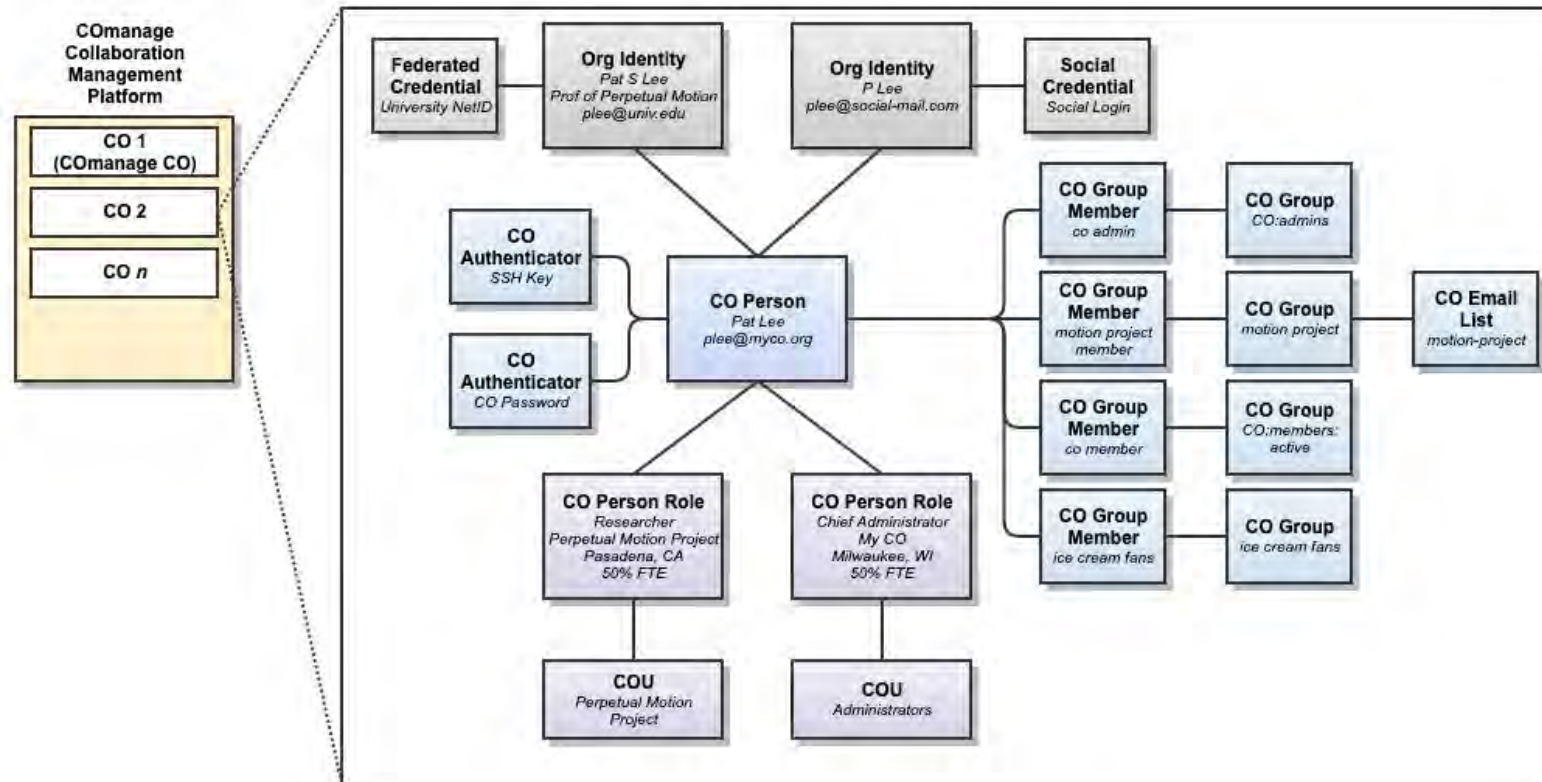 COmanage
Collaboration
Management
Platform
CO 1
(COmanage CO)
CO 2
CO n
Federated
Credential
University NetID
Org Identity
Pat S Lee
Prof of Perpetual Motion
plee@univ.edu
Org Identity
P Lee
plee@social-mail.com
Social
Credential
Social Login
CO
Authenticator
SSH Key
CO
Authenticator
CO Password
CO Person
Pat Lee
plee@myco.org
CO Group
Member
co admin
CO Group
CO:admins
CO Group
Member
motion project
member
CO Group
motion project
CO Email
List
motion-project
CO Group
Member
co member
CO Group
CO:members:
active
CO Group
Member
ice cream fans
CO Group
ice cream fans
CO Person Role
Researcher
Perpetual Motion Project
Pasadena, CA
50% FTE
CO Person Role
Chief Administrator
My CO
Milwaukee, WI
50% FTE
COU
Perpetual Motion
Project
COU
Administrators